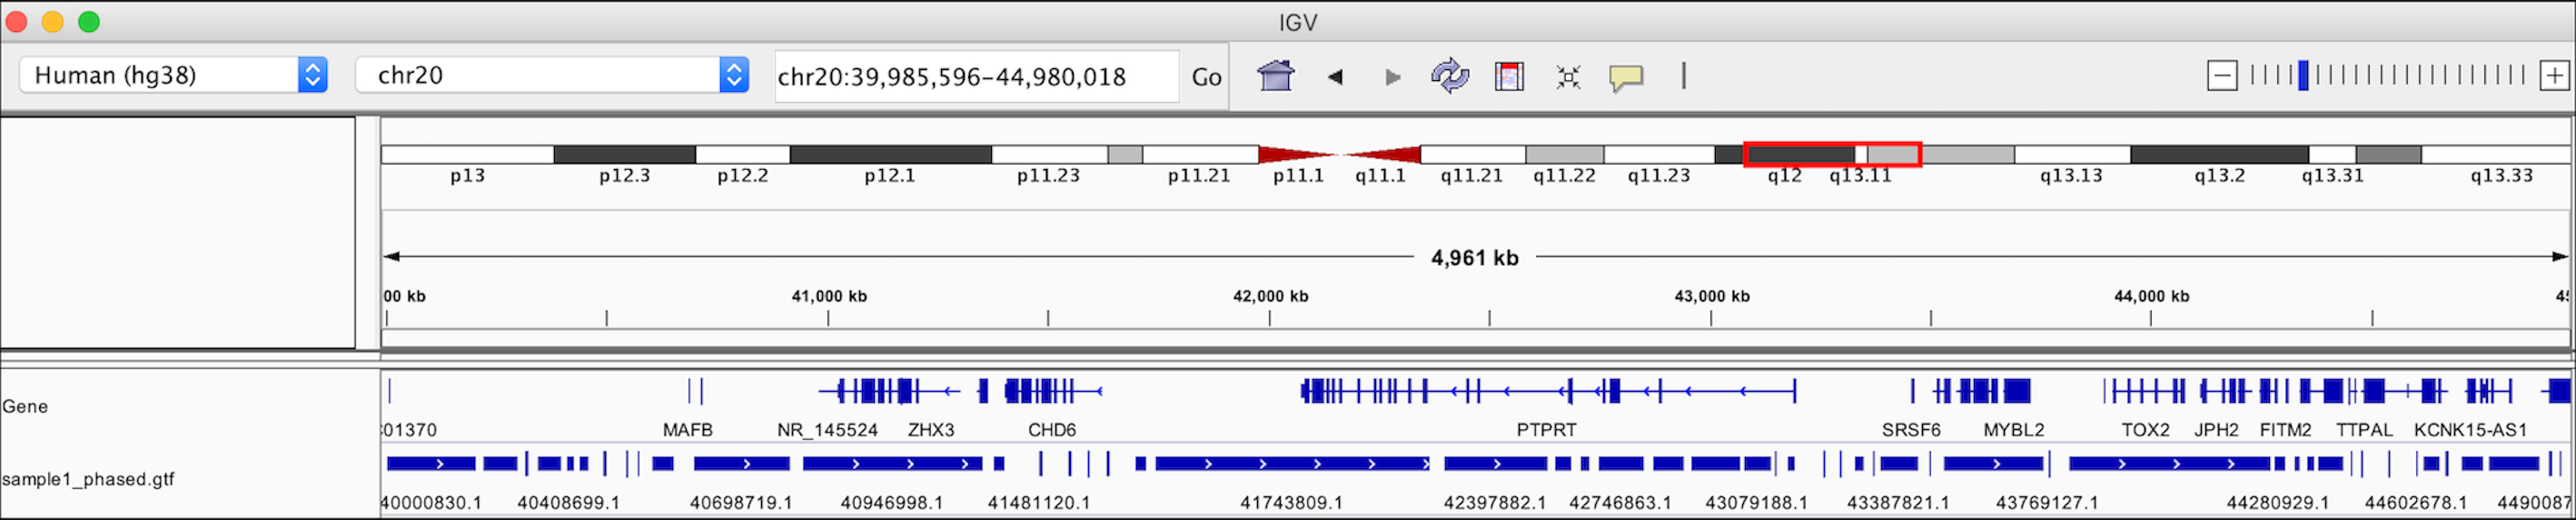 IGV
Human (hg38) chr20 chr20:39,985,596-44,980,018 Go
p13 p12.3 p12.2 p12.1 p11.23 p11.21 p11.1 q11.1 q11.21 q11.22 q11.23 q12 q13.11 q13.13 q13.2 q13.31 q13.33
4,961 kb
00 kb 41,000 kb 42,000 kb 43,000 kb 44,000 kb
Gene
01370 MAFB NR_145524 ZHX3 CHD6 PTPRT SRSF6 MYBL2 TOX2 JPH2 FITM2 TTPAL KCNK15-AS1
sample1_phased.gtf
40000830.1 40408699.1 40698719.1 40946998.1 41481120.1 41743809.1 42397882.1 42746863.1 43079188.1 43387821.1 43769127.1 44280929.1 44602678.1 4490087